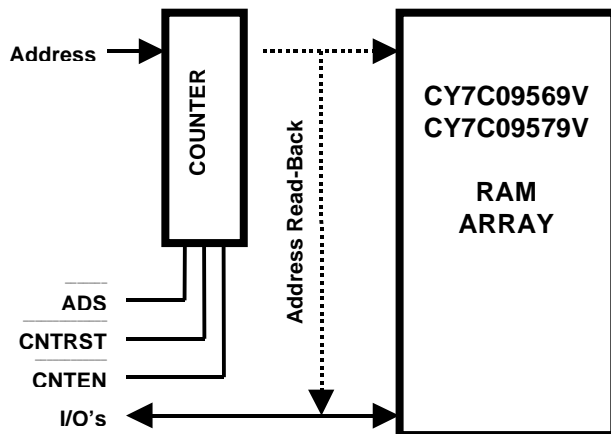 Address
COUNTER
Address Read-Back
CY7C09569V
CY7C09579V
RAM
ARRAY
ADS
CNTRST
CNTEN
I/O's